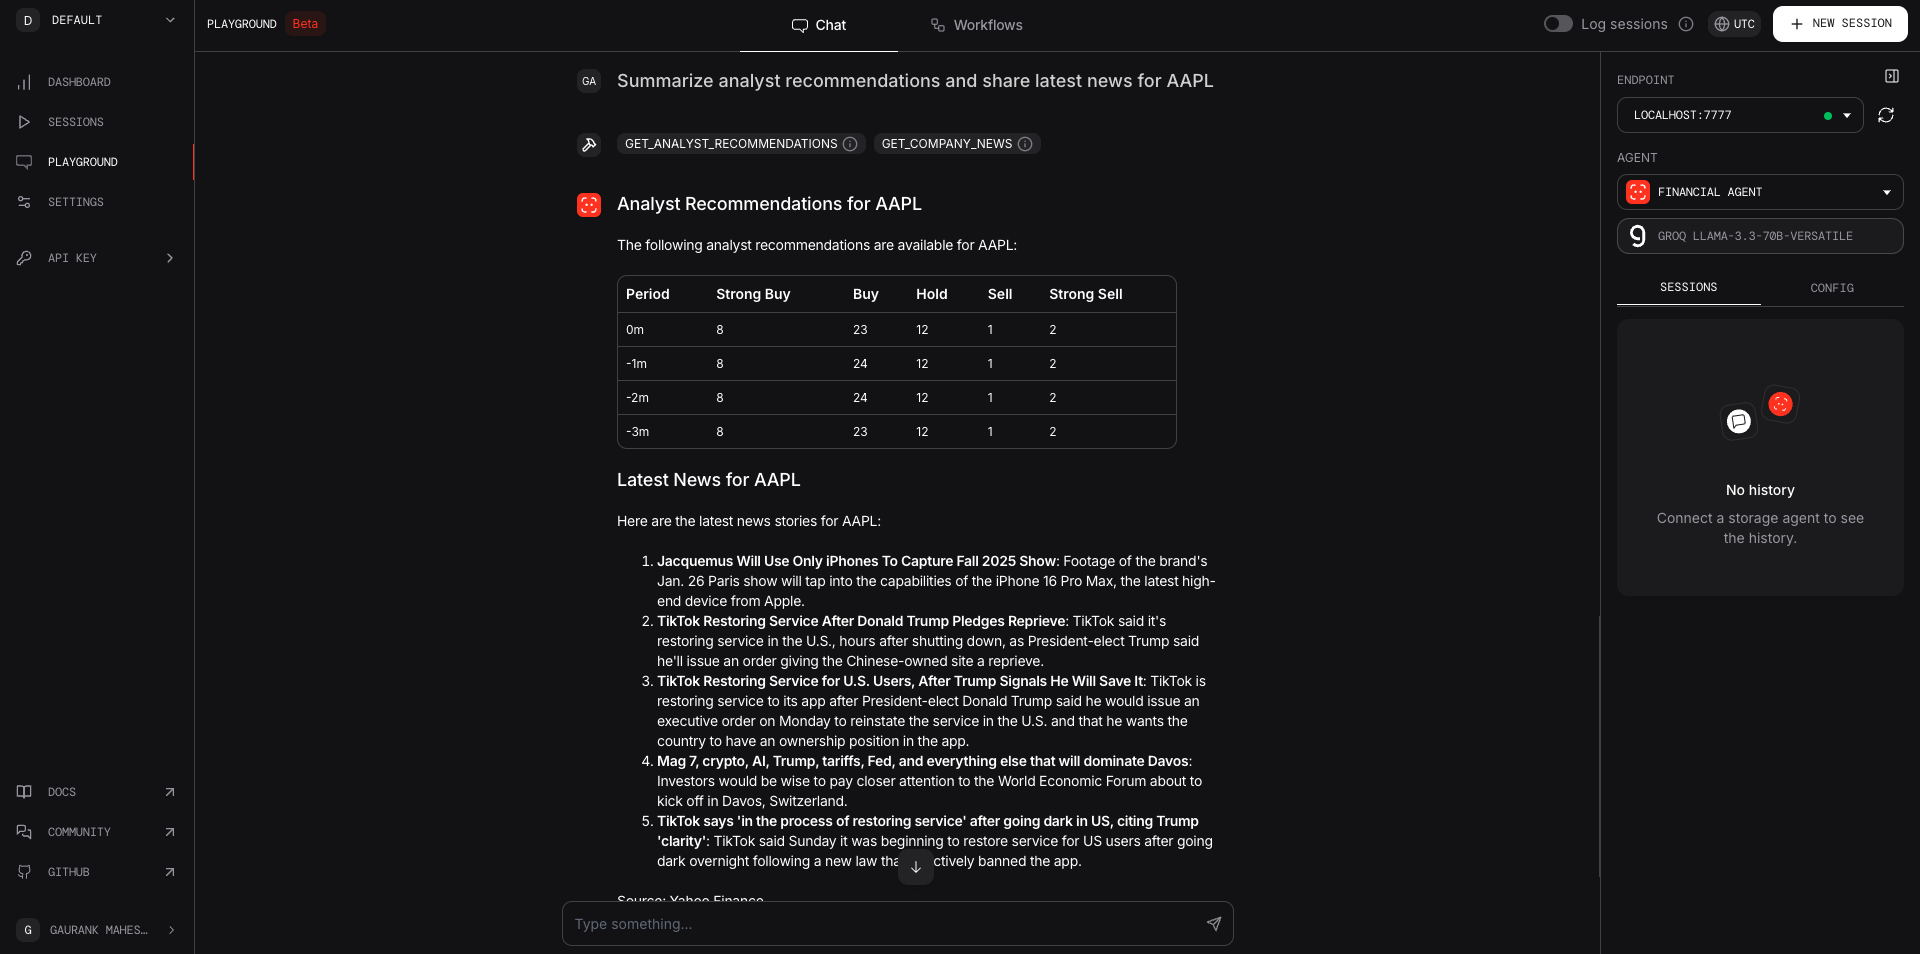 D DEFAULT
DASHBOARD
SESSIONS
PLAYGROUND
SETTINGS
API KEY
DOCS
COMMUNITY
GITHUB
G GAURANK MAHES...
PLAYGROUND Beta
Chat
Workflows
Log sessions
UTC
NEW SESSION
GA Summarize analyst recommendations and share latest news for AAPL
GET_ANALYST_RECOMMENDATIONS GET_COMPANY_NEWS
Analyst Recommendations for AAPL
The following analyst recommendations are available for AAPL:
Period Strong Buy Buy Hold Sell Strong Sell
0m 8 23 12 1 2
-1m 8 24 12 1 2
-2m 8 24 12 1 2
-3m 8 23 12 1 2
Latest News for AAPL
Here are the latest news stories for AAPL:
1. Jacquemus Will Use Only iPhones To Capture Fall 2025 Show: Footage of the brand's
Jan. 26 Paris show will tap into the capabilities of the iPhone 16 Pro Max, the latest high-
end device from Apple.
2. TikTok Restoring Service After Donald Trump Pledges Reprieve: TikTok said it's
restoring service in the U.S., hours after shutting down, as President-elect Trump said
he'll issue an order giving the Chinese-owned site a reprieve.
3. TikTok Restoring Service for U.S. Users, After Trump Signals He Will Save It: TikTok is
restoring service to its app after President-elect Donald Trump said he would issue an
executive order on Monday to reinstate the service in the U.S. and that he wants the
country to have an ownership position in the app.
4. Mag 7, crypto, AI, Trump, tariffs, Fed, and everything else that will dominate Davos:
Investors would be wise to pay closer attention to the World Economic Forum about to
kick off in Davos, Switzerland.
5. TikTok says 'in the process of restoring service' after going dark in US, citing Trump
'clarity': TikTok said Sunday it was beginning to restore service for US users after going
dark overnight following a new law banned the app.
Source: Yahoo Finance
Type something...
ENDPOINT
LOCALHOST:7777
AGENT
FINANCIAL AGENT
GROQ LLAMA-3.3-70B-VERSATILE
SESSIONS CONFIG
No history
Connect a storage agent to see
the history.